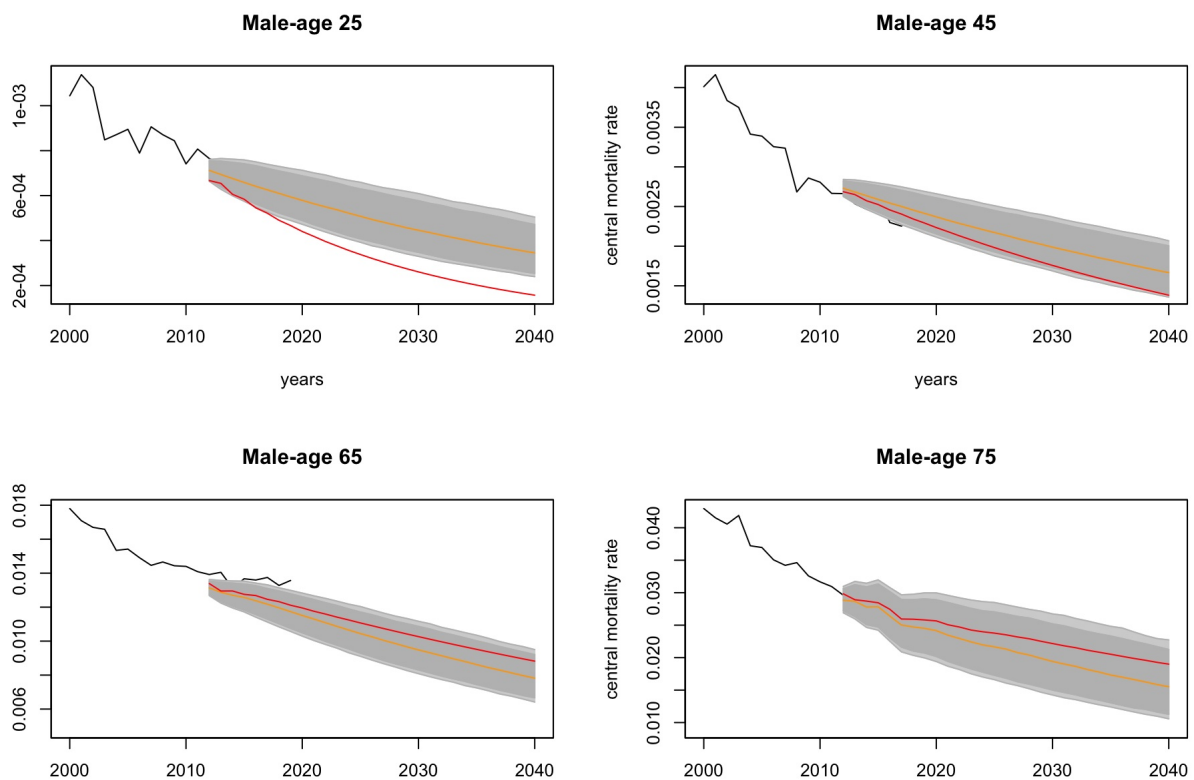 Male-age 25
1e-03
6e-04
2e-04
2000 2010 2020 2030 2040
years
Male-age 45
central mortality rate
0.0035
0.0025
0.0015
2000 2010 2020 2030 2040
years
Male-age 65
0.018
0.014
0.010
0.006
2000 2010 2020 2030 2040
Male-age 75
central mortality rate
0.040
0.030
0.020
0.010
2000 2010 2020 2030 2040